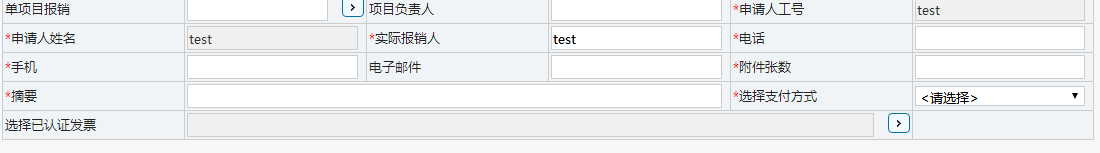 单项目报销 项目负责人 *申请人工号 test
*申请人姓名 test *实际报销人 test *电话
*手机 电子邮件 *附件张数
*摘要 *选择支付方式 <请选择>
选择已认证发票